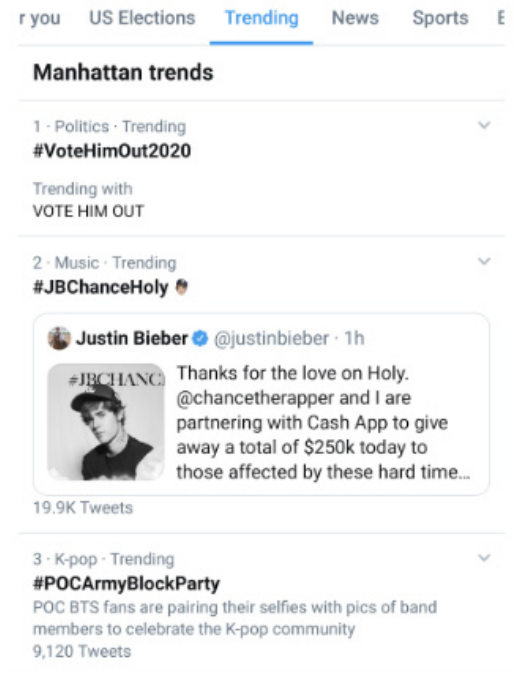 r you US Elections Trending News Sports
Manhattan trends
1 · Politics · Trending
#VoteHimOut2020
Trending with
VOTE HIM OUT
2 · Music · Trending
#JBChanceHoly
Justin Bieber @justinbieber · 1h
#JBCHANC
Thanks for the love on Holy.
@chancetherapper and I are
partnering with Cash App to give
away a total of $250k today to
those affected by these hard time...
19.9K Tweets
3 · K-pop · Trending
#POCArmyBlockParty
POC BTS fans are pairing their selfies with pics of band
members to celebrate the K-pop community
9,120 Tweets